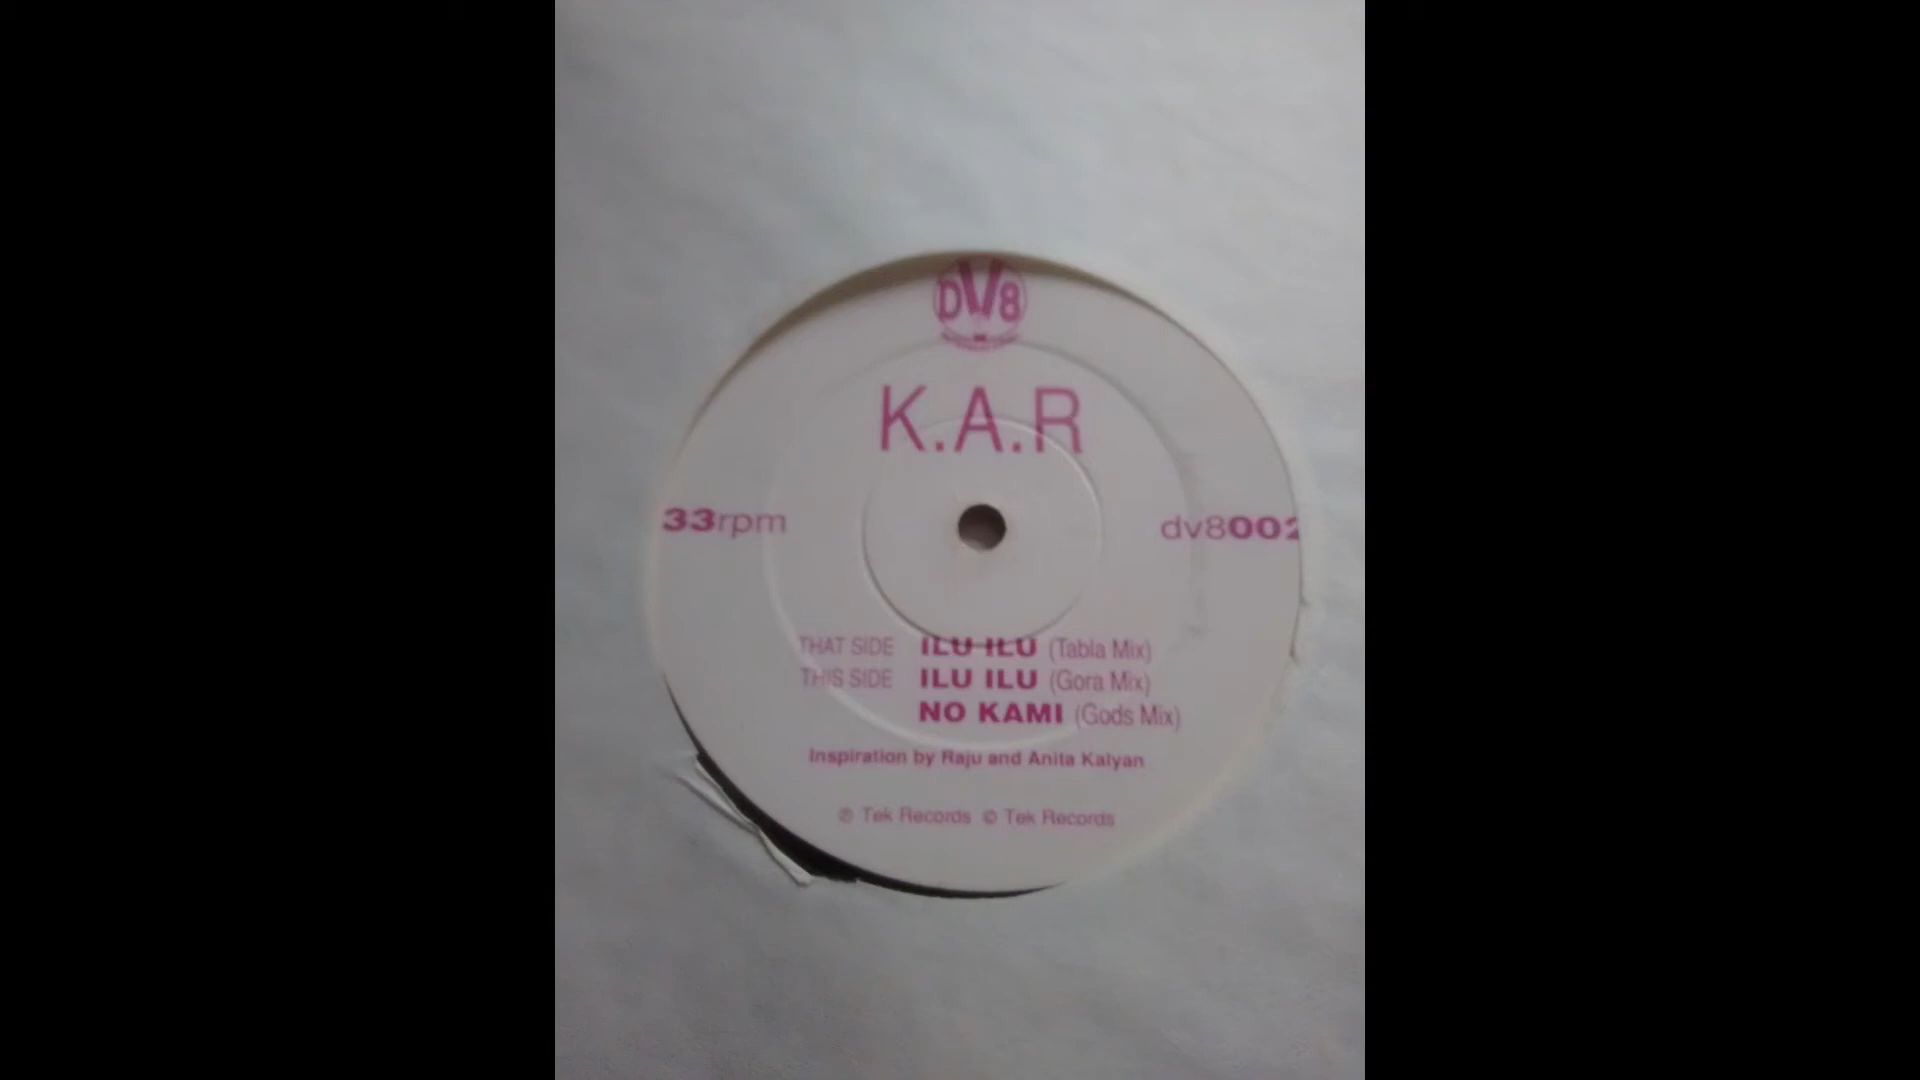 DV8
K.A.R
33rpm
dv8002
THAT SIDE ILU ILU (Tabla Mix)
THIS SIDE ILU ILU (Gora Mix)
NO KAMI (Gods Mix)
Inspiration by Raju and Anita Kalyan
℗ Tek Records © Tek Records